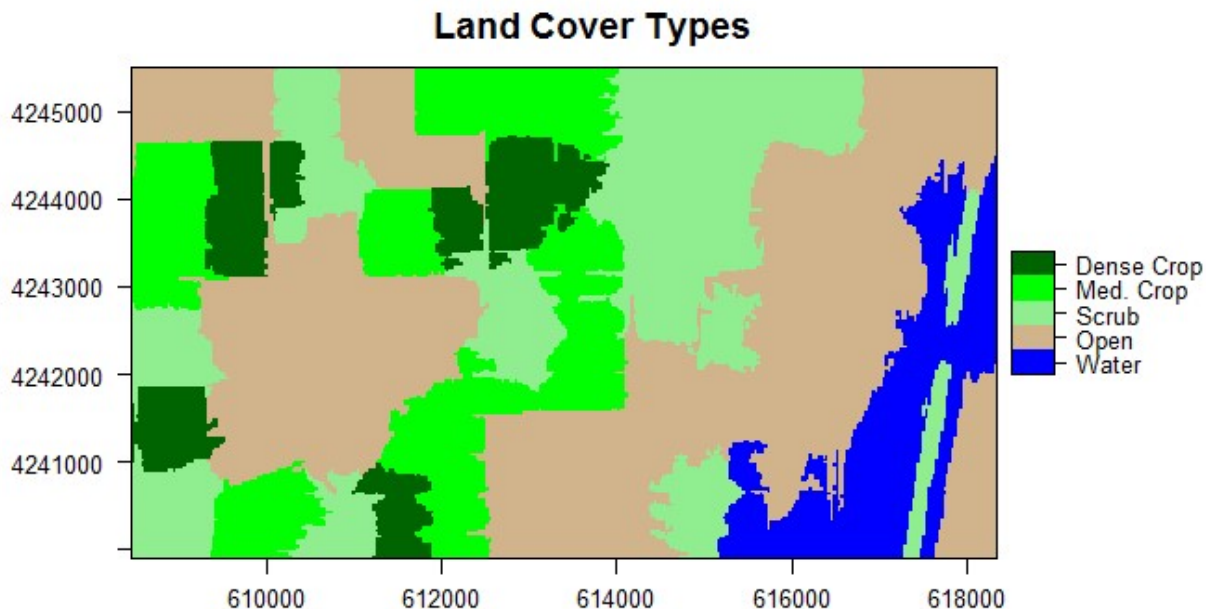 Land Cover Types
4245000
4244000
4243000
4242000
4241000
Dense Crop
Med. Crop
Scrub
Open
Water
610000 612000 614000 616000 618000